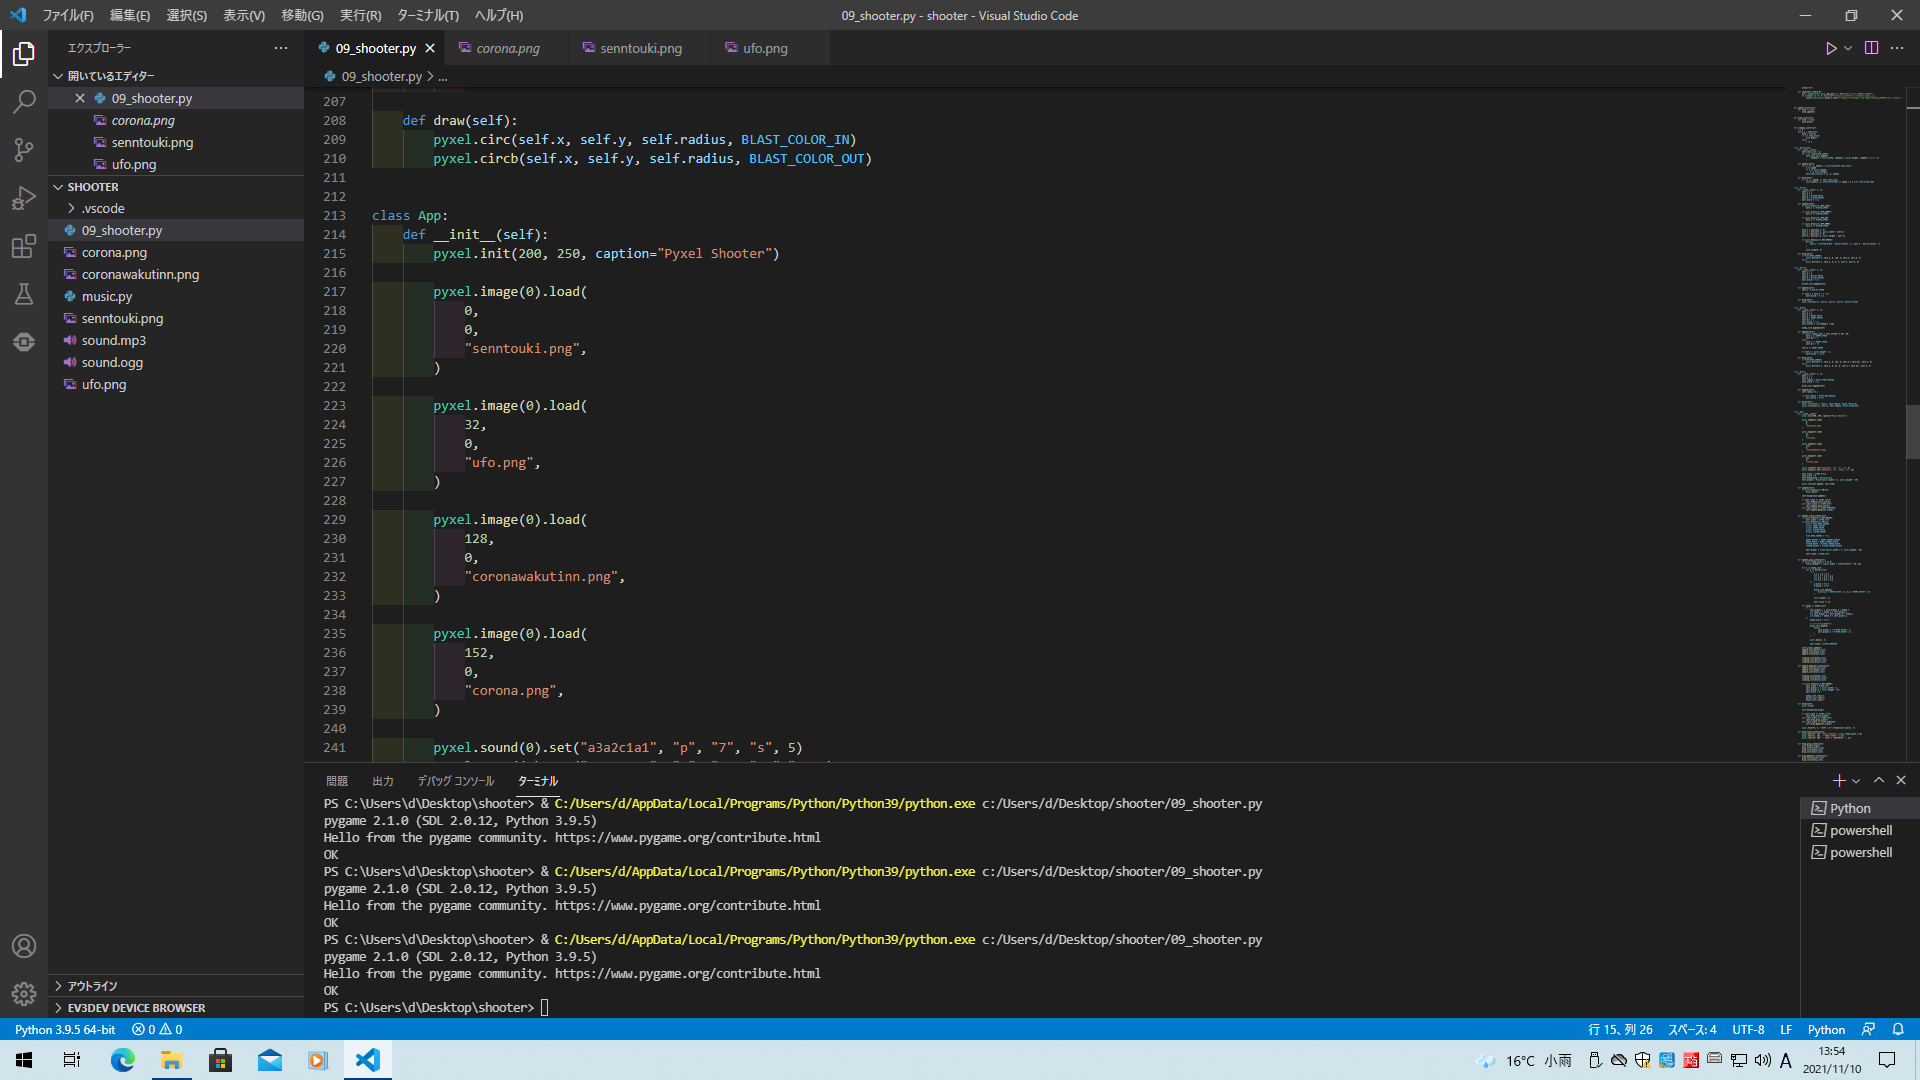 ファイル(F) 編集(E) 選択(S) 表示(V) 移動(G) 実行(R) ターミナル(T) ヘルプ(H)
09_shooter.py - shooter - Visual Studio Code
エクスプローラー
開いているエディター
09_shooter.py
corona.png
senntouki.png
ufo.png
SHOOTER
.vscode
09_shooter.py
corona.png
coronawakutinn.png
music.py
senntouki.png
sound.mp3
sound.ogg
ufo.png
アウトライン
EV3DEV DEVICE BROWSER
09_shooter.py corona.png senntouki.png ufo.png
09_shooter.py > ...
207
208 def draw(self):
209 pyxel.circ(self.x, self.y, self.radius, BLAST_COLOR_IN)
210 pyxel.circb(self.x, self.y, self.radius, BLAST_COLOR_OUT)
211
212
213 class App:
214 def __init__(self):
215 pyxel.init(200, 250, caption="Pyxel Shooter")
216
217 pyxel.image(0).load(
218 0,
219 0,
220 "senntouki.png",
221 )
222
223 pyxel.image(0).load(
224 32,
225 0,
226 "ufo.png",
227 )
228
229 pyxel.image(0).load(
230 128,
231 0,
232 "coronawakutinn.png",
233 )
234
235 pyxel.image(0).load(
236 152,
237 0,
238 "corona.png",
239 )
240
241 pyxel.sound(0).set("a3a2c1a1", "p", "7", "s", 5)
問題 出力 デバッグ コンソール ターミナル
PS C:\Users\d\Desktop\shooter> & C:/Users/d/AppData/Local/Programs/Python/Python39/python.exe c:/Users/d/Desktop/shooter/09_shooter.py
pygame 2.1.0 (SDL 2.0.12, Python 3.9.5)
Hello from the pygame community. https://www.pygame.org/contribute.html
OK
PS C:\Users\d\Desktop\shooter> & C:/Users/d/AppData/Local/Programs/Python/Python39/python.exe c:/Users/d/Desktop/shooter/09_shooter.py
pygame 2.1.0 (SDL 2.0.12, Python 3.9.5)
Hello from the pygame community. https://www.pygame.org/contribute.html
OK
PS C:\Users\d\Desktop\shooter> & C:/Users/d/AppData/Local/Programs/Python/Python39/python.exe c:/Users/d/Desktop/shooter/09_shooter.py
pygame 2.1.0 (SDL 2.0.12, Python 3.9.5)
Hello from the pygame community. https://www.pygame.org/contribute.html
OK
PS C:\Users\d\Desktop\shooter>
Python
powershell
powershell
Python 3.9.5 64-bit 0 0
行 15、列 26 スペース: 4 UTF-8 LF Python
16°C 小雨 A
13:54
2021/11/10